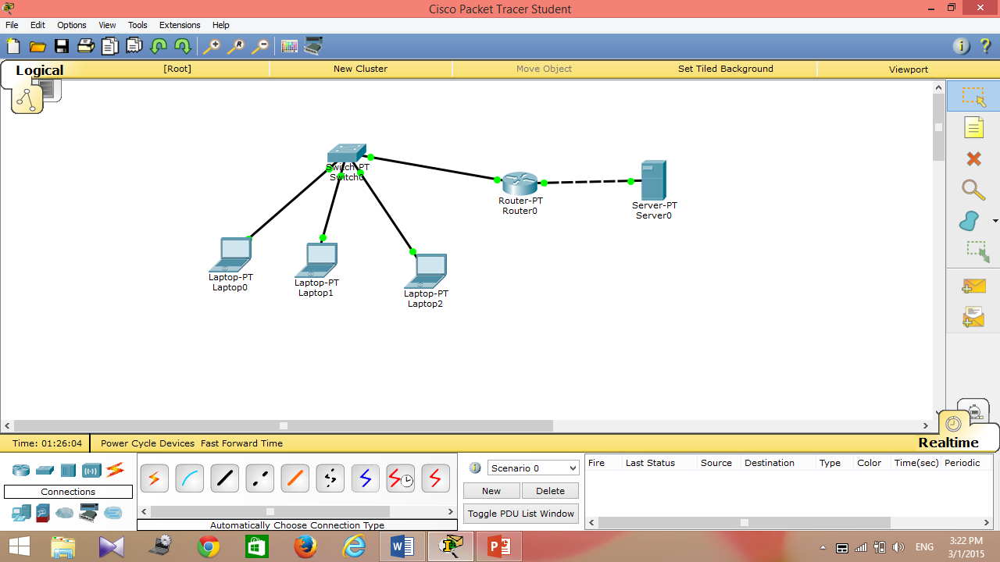 Cisco Packet Tracer Student
File Edit Options View Tools Extensions Help
Logical [Root] New Cluster Move Object Set Tiled Background Viewport
Switch-PT
Switch0
Router-PT
Router0
Server-PT
Server0
Laptop-PT
Laptop0
Laptop-PT
Laptop1
Laptop-PT
Laptop2
Realtime
Time: 01:26:04 Power Cycle Devices Fast Forward Time
Connections
Automatically Choose Connection Type
Scenario 0
New Delete
Toggle PDU List Window
Fire Last Status Source Destination Type Color Time(sec) Periodic
ENG
3:22 PM
3/1/2015